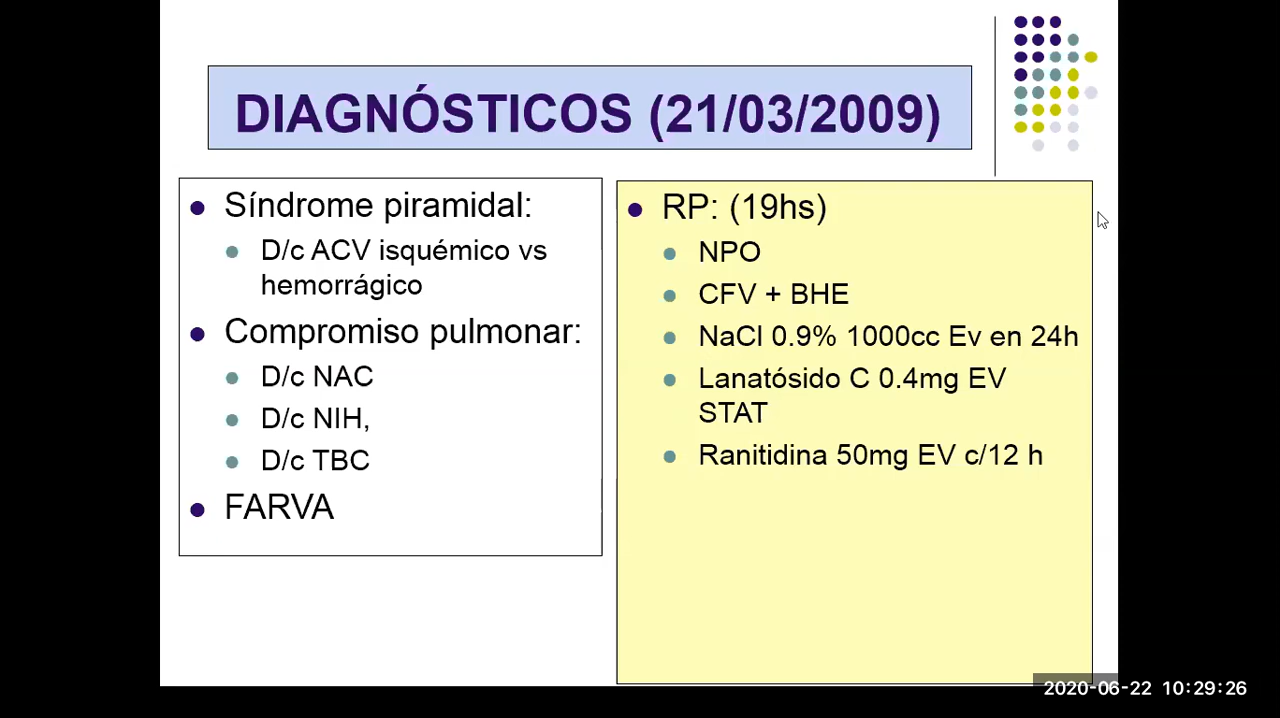 DIAGNÓSTICOS (21/03/2009)
Síndrome piramidal:
D/c ACV isquémico vs
hemorrágico
Compromiso pulmonar:
D/c NAC
D/c NIH,
D/c TBC
FARVA
RP: (19hs)
NPO
CFV + BHE
NaCl 0.9% 1000cc Ev en 24h
Lanatósido C 0.4mg EV
STAT
Ranitidina 50mg EV c/12 h
2020-06-22 10:29:26